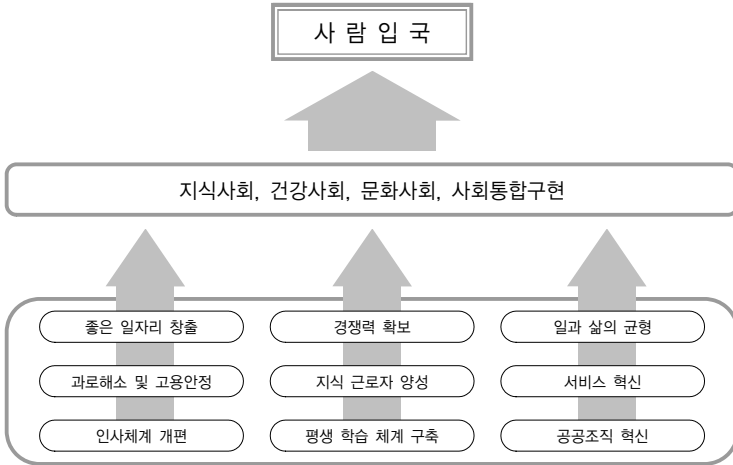 사 람 입 국
지식사회, 건강사회, 문화사회, 사회통합구현
좋은 일자리 창출
경쟁력 확보
일과 삶의 균형
과로해소 및 고용안정
지식 근로자 양성
서비스 혁신
인사체계 개편
평생 학습 체계 구축
공공조직 혁신